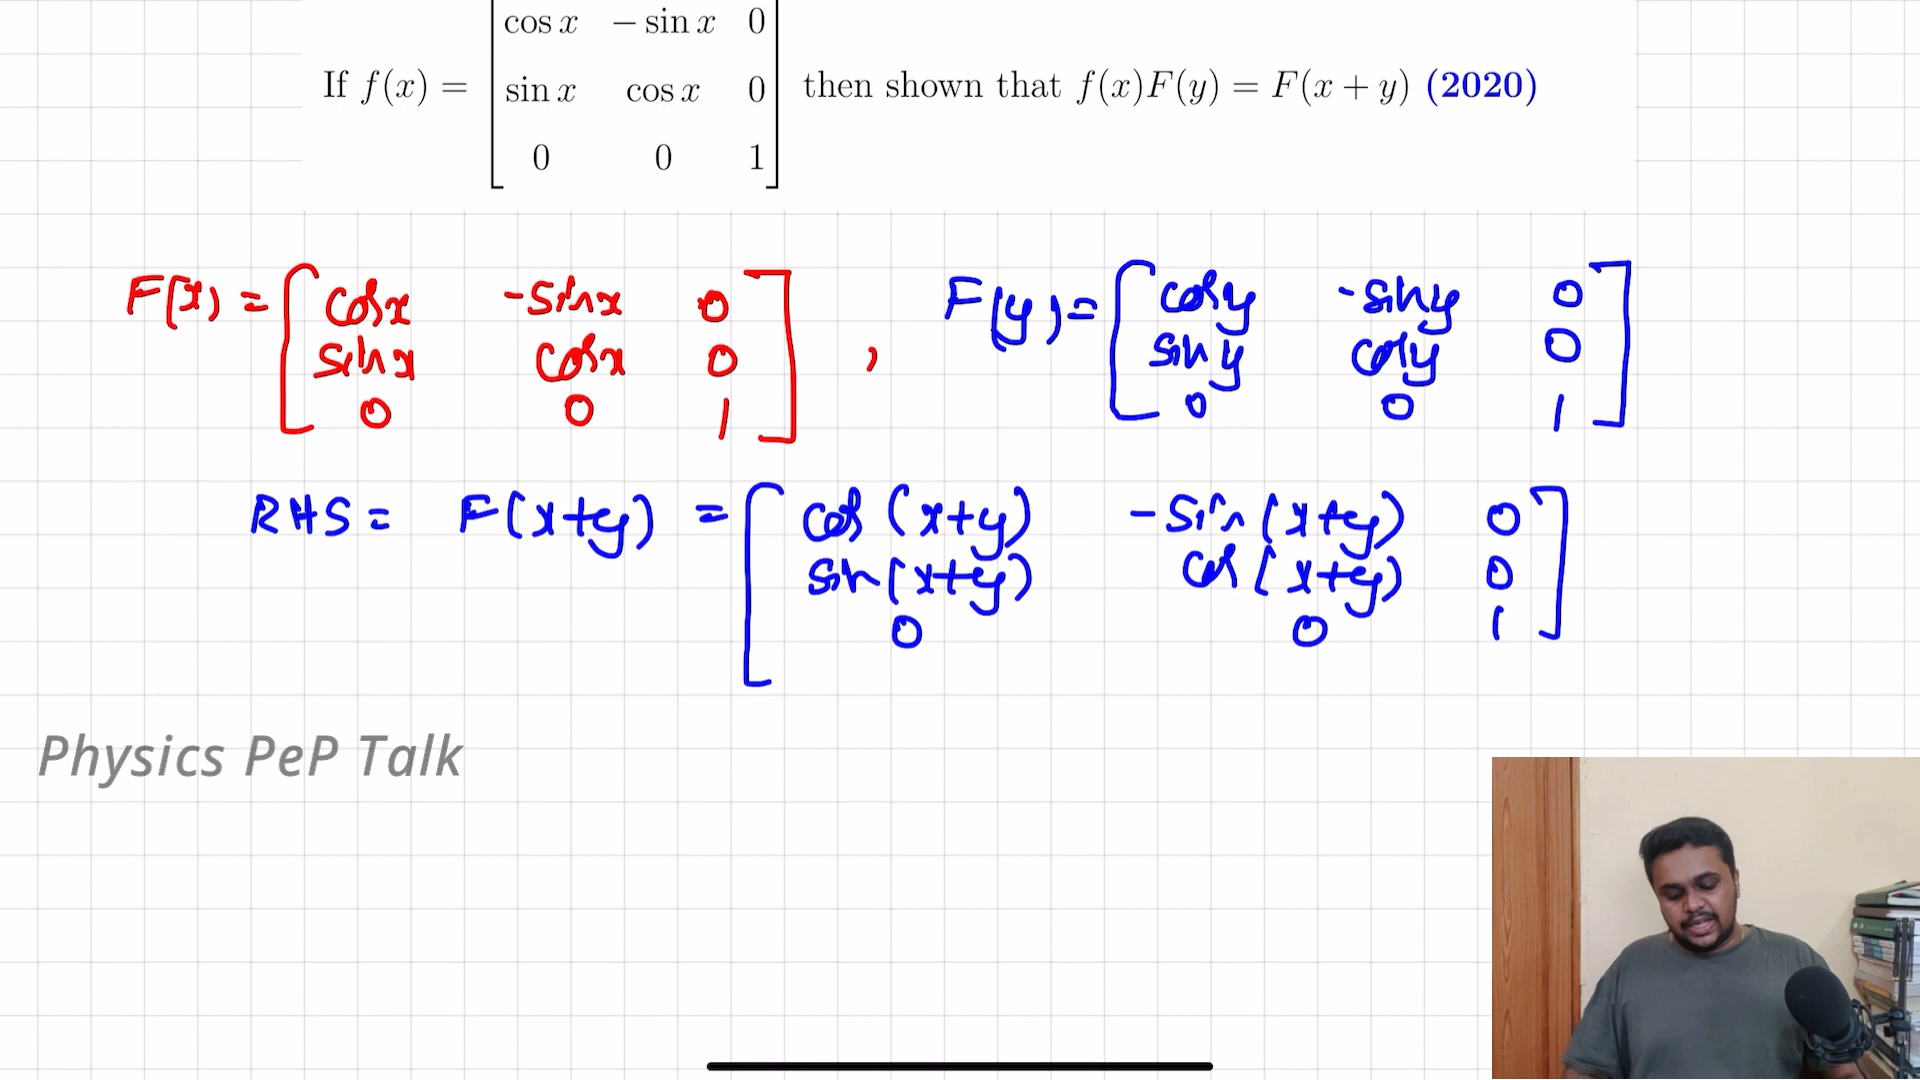 cos x − sin x 0
If f(x) = sin x cos x 0 then shown that f(x)F(y) = F(x + y) (2020)
0 0 1
F(x) = [ cos x -sin x 0 ] , F(y) = [ cos y -sin y 0 ]
sin x cos x 0 sin y cos y 0
0 0 1 0 0 1
RHS = F(x+y) = [ cos (x+y) -sin (x+y) 0 ]
sin (x+y) cos (x+y) 0
0 0 1
Physics PeP Talk